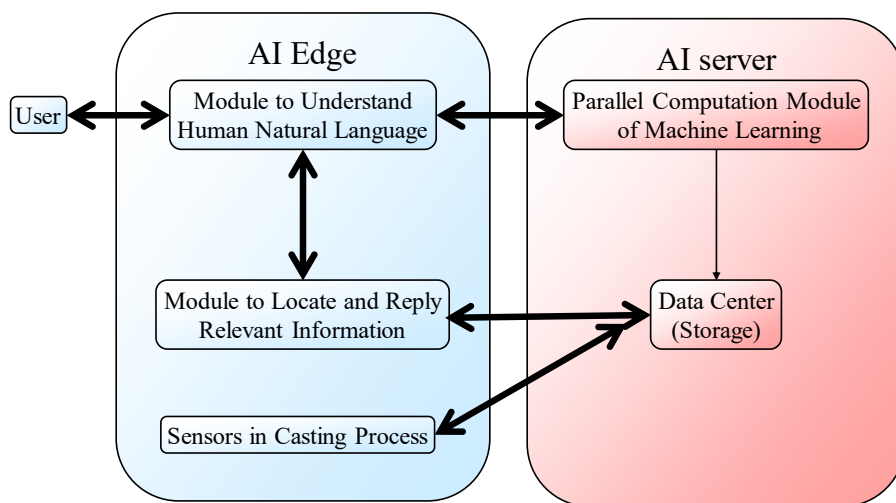 AI Edge
AI server
User
Module to Understand
Human Natural Language
Parallel Computation Module
of Machine Learning
Module to Locate and Reply
Relevant Information
Data Center
(Storage)
Sensors in Casting Process